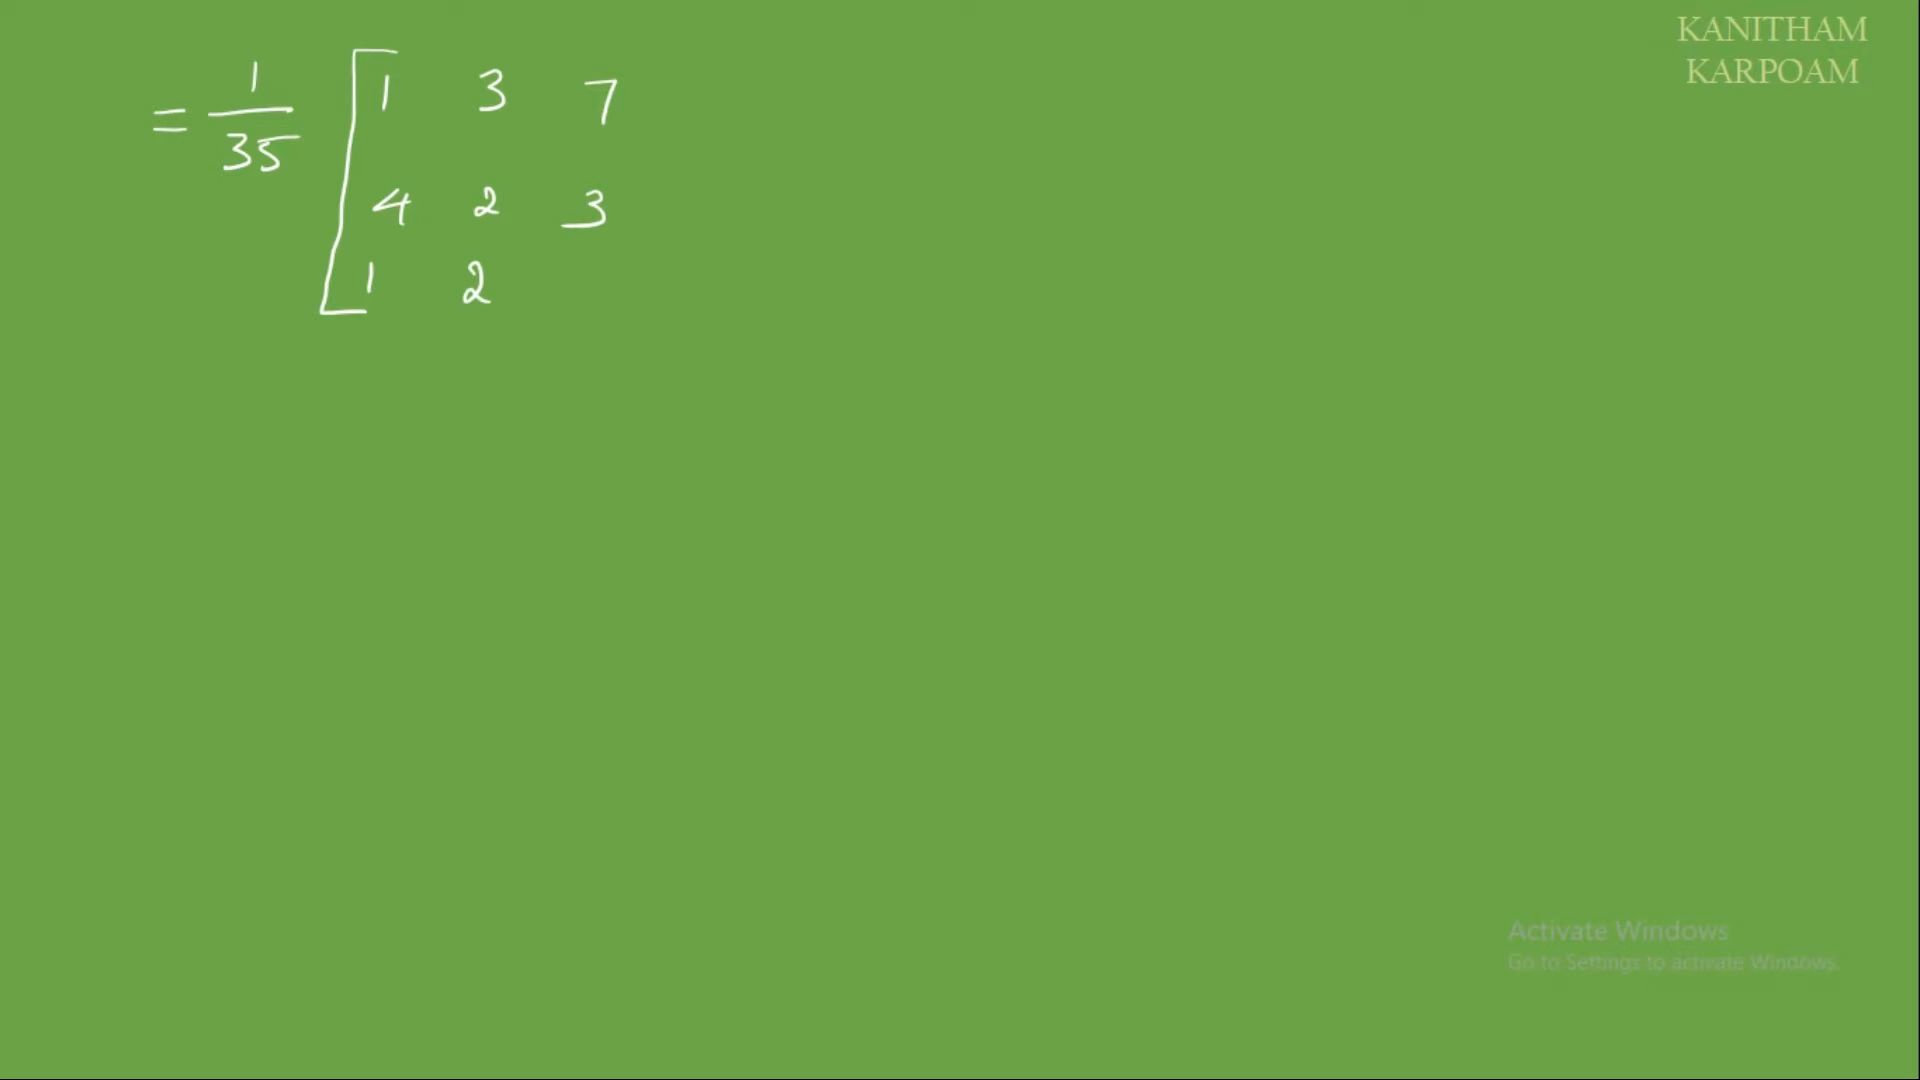 KANITHAM
KARPOAM
= 1/35 [ 1 3 7
4 2 3
1 2
Activate Windows
Go to Settings to activate Windows.